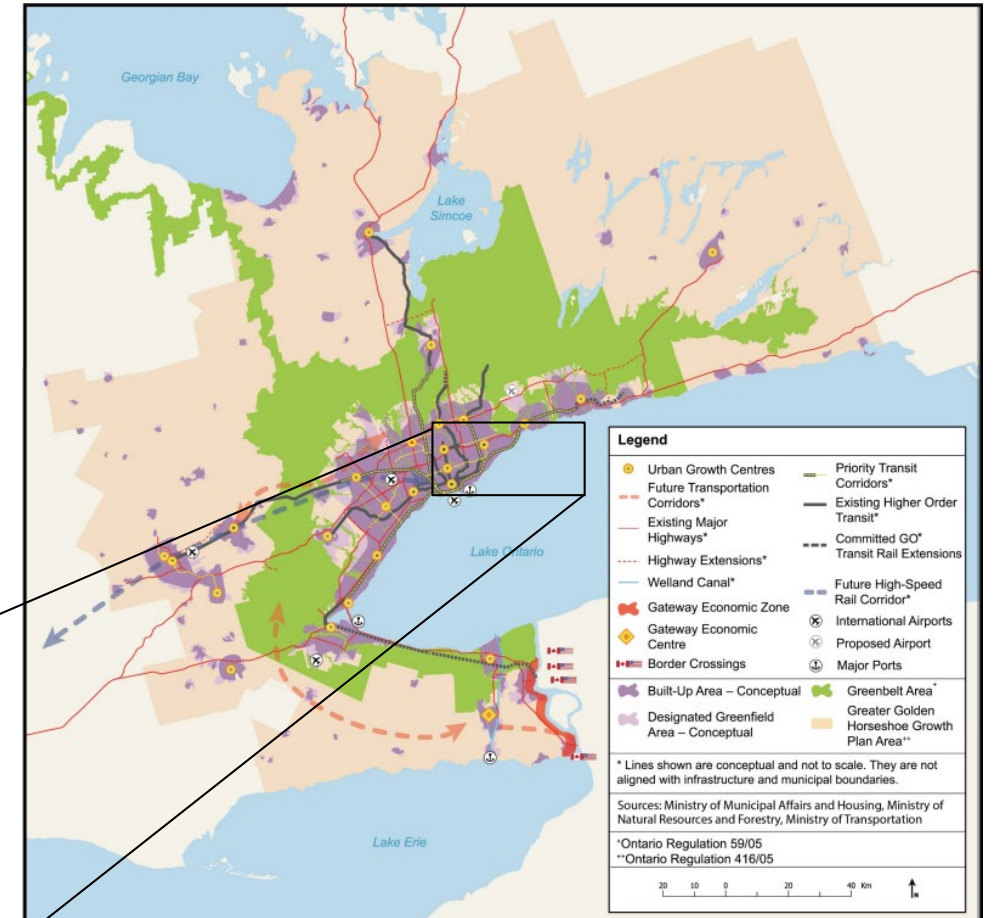 Georgian Bay
Lake
Simcoe
Lake Ontario
Lake Erie
Legend
Urban Growth Centres
Future Transportation
Corridors*
Existing Major
Highways*
Highway Extensions*
Welland Canal*
Gateway Economic Zone
Gateway Economic
Centre
Border Crossings
Priority Transit
Corridors*
Existing Higher Order
Transit*
Committed GO*
Transit Rail Extensions
Future High-Speed
Rail Corridor*
International Airports
Proposed Airport
Major Ports
Built-Up Area – Conceptual
Designated Greenfield
Area – Conceptual
Greenbelt Area⁺
Greater Golden
Horseshoe Growth
Plan Area⁺⁺
* Lines shown are conceptual and not to scale. They are not
aligned with infrastructure and municipal boundaries.
Sources: Ministry of Municipal Affairs and Housing, Ministry of
Natural Resources and Forestry, Ministry of Transportation
⁺Ontario Regulation 59/05
⁺⁺Ontario Regulation 416/05
20 10 0 20 40 Km
N